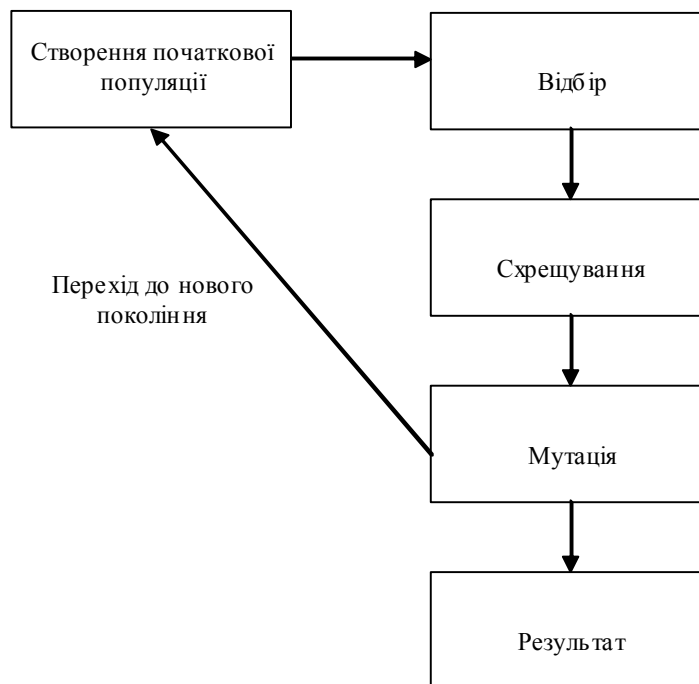 Створення початкової
популяції
Відбір
Схрещування
Перехід до нового
покоління
Мутація
Результат